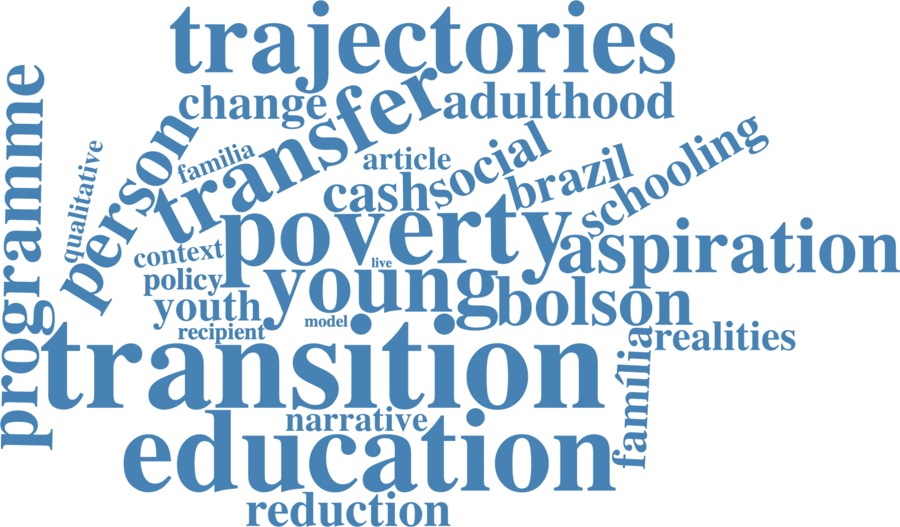 trajectories
change
transfer
adulthood
programme
person
qualitative
familia
article
social
cash
brazil
schooling
poverty
aspiration
context
live
policy
young
youth
bolson
model
recipient
realities
transition
família
narrative
education
reduction